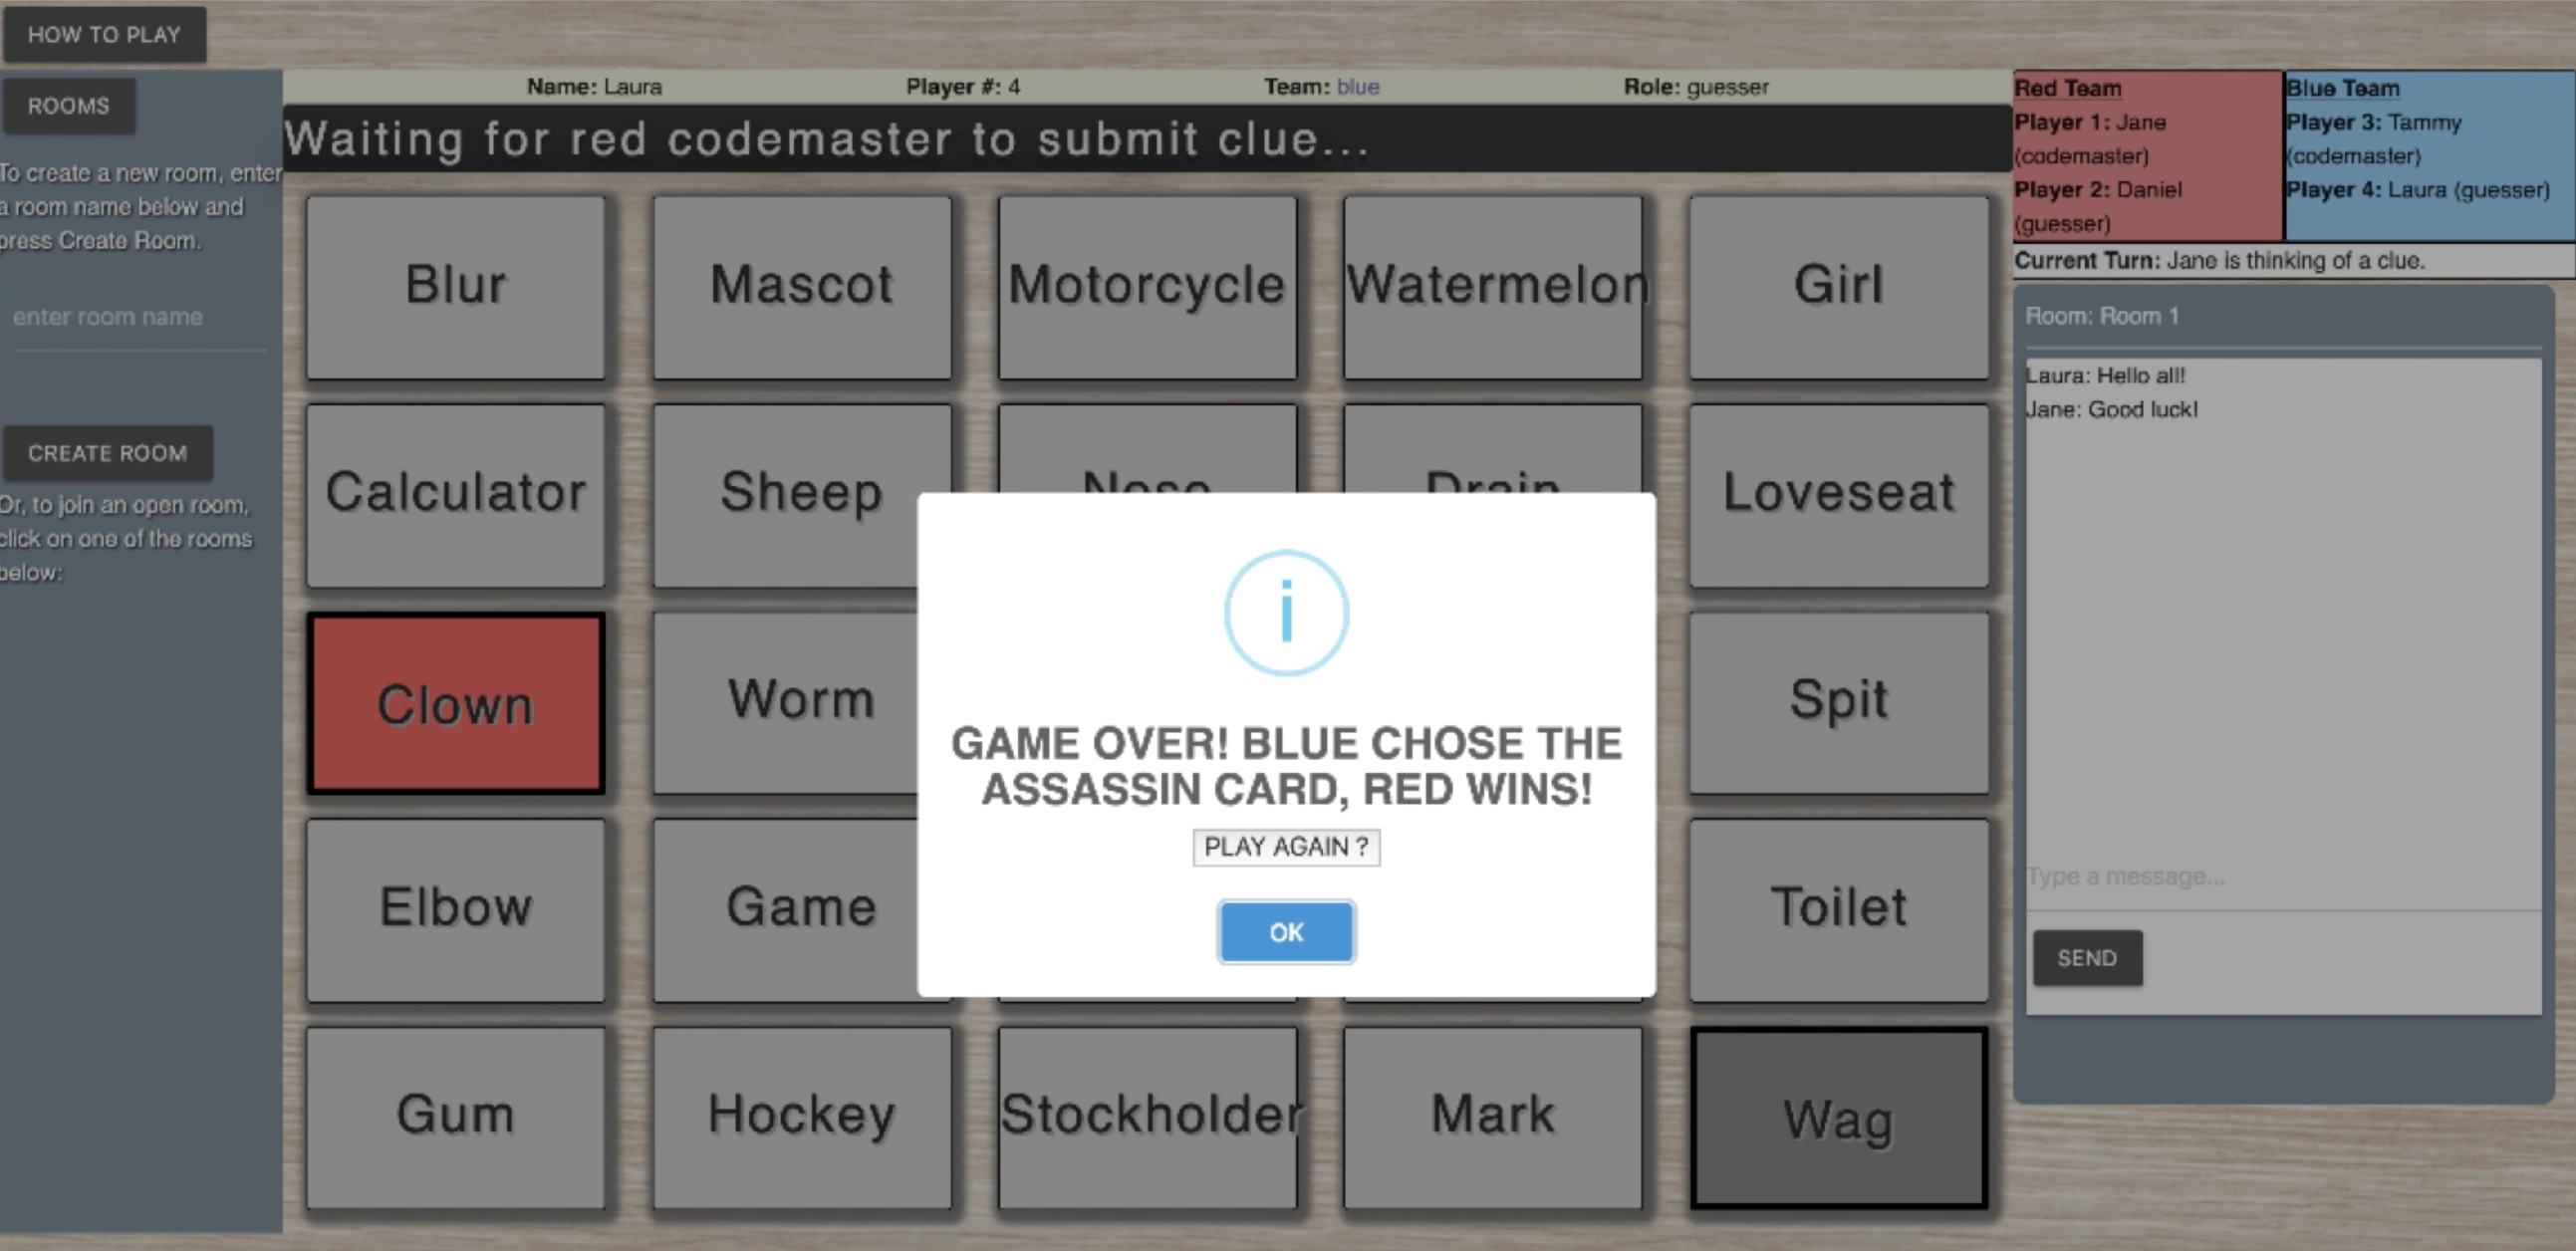 HOW TO PLAY
ROOMS
To create a new room, enter
a room name below and
press Create Room.
enter room name
CREATE ROOM
Or, to join an open room,
click on one of the rooms
below:
Name: Laura
Player #: 4
Team: blue
Role: guesser
Waiting for red codemaster to submit clue...
Blur
Mascot
Motorcycle
Watermelon
Girl
Calculator
Sheep
Nose
Drain
Loveseat
Clown
Worm
Spit
Elbow
Game
Toilet
Gum
Hockey
Stockholder
Mark
Wag
i
GAME OVER! BLUE CHOSE THE
ASSASSIN CARD, RED WINS!
PLAY AGAIN ?
OK
Red Team
Player 1: Jane
(codemaster)
Player 2: Daniel
(guesser)
Blue Team
Player 3: Tammy
(codemaster)
Player 4: Laura (guesser)
Current Turn: Jane is thinking of a clue.
Room: Room 1
Laura: Hello all!
Jane: Good luck!
Type a message...
SEND